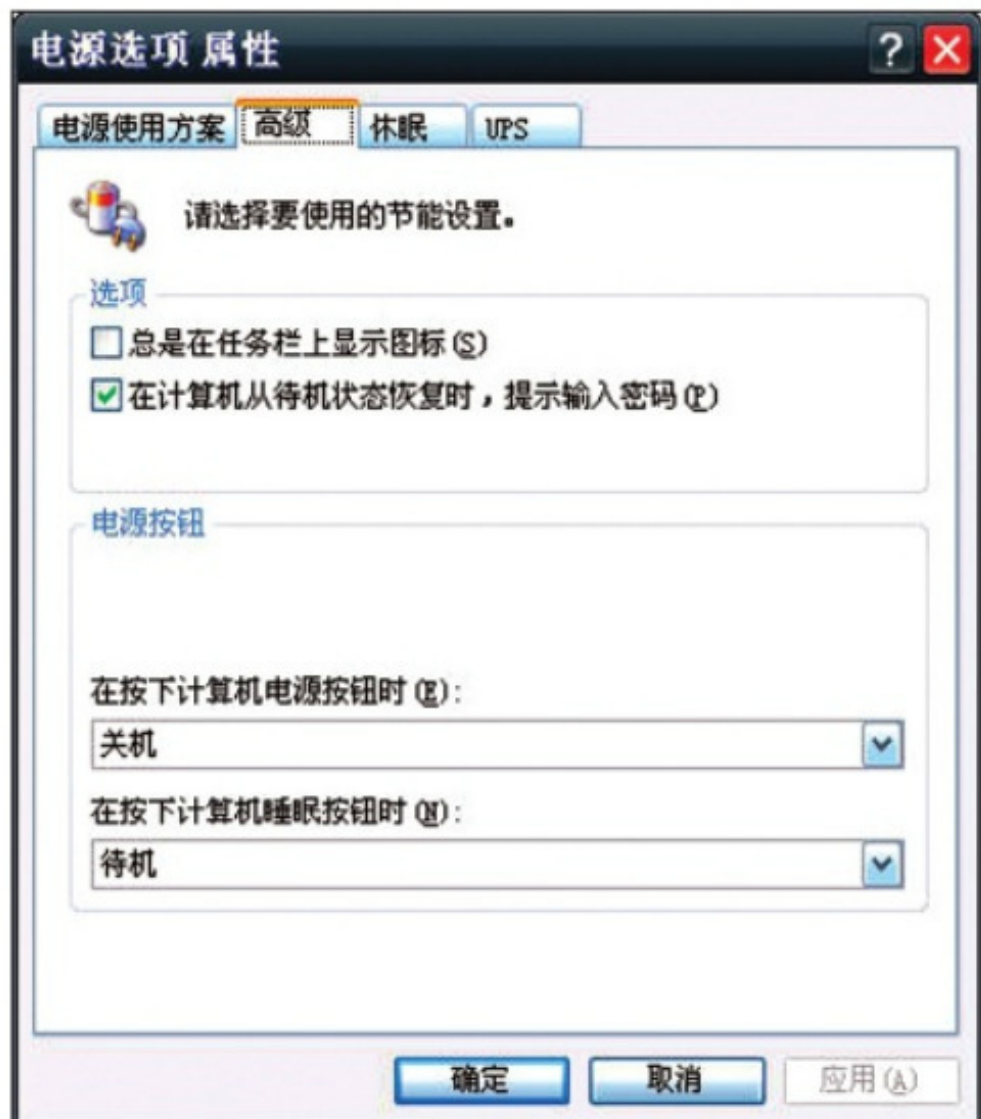 电源选项 属性
电源使用方案 高级 休眠 UPS
请选择要使用的节能设置。
选项
总是在任务栏上显示图标(S)
在计算机从待机状态恢复时，提示输入密码(P)
电源按钮
在按下计算机电源按钮时(E):
关机
在按下计算机睡眠按钮时(N):
待机
确定 取消 应用(A)